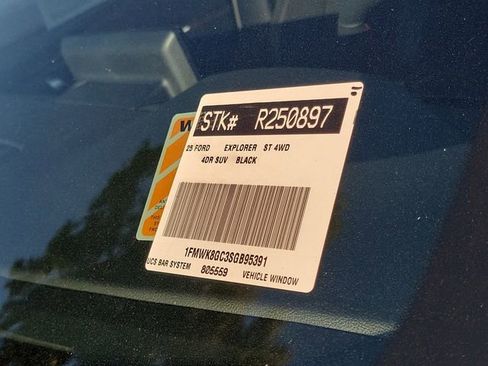 STK# R250897
25 FORD EXPLORER ST 4WD
4DR SUV BLACK
1FMWK8GC3SGB95391
UCS BAR SYSTEM 805559 VEHICLE WINDOW
W